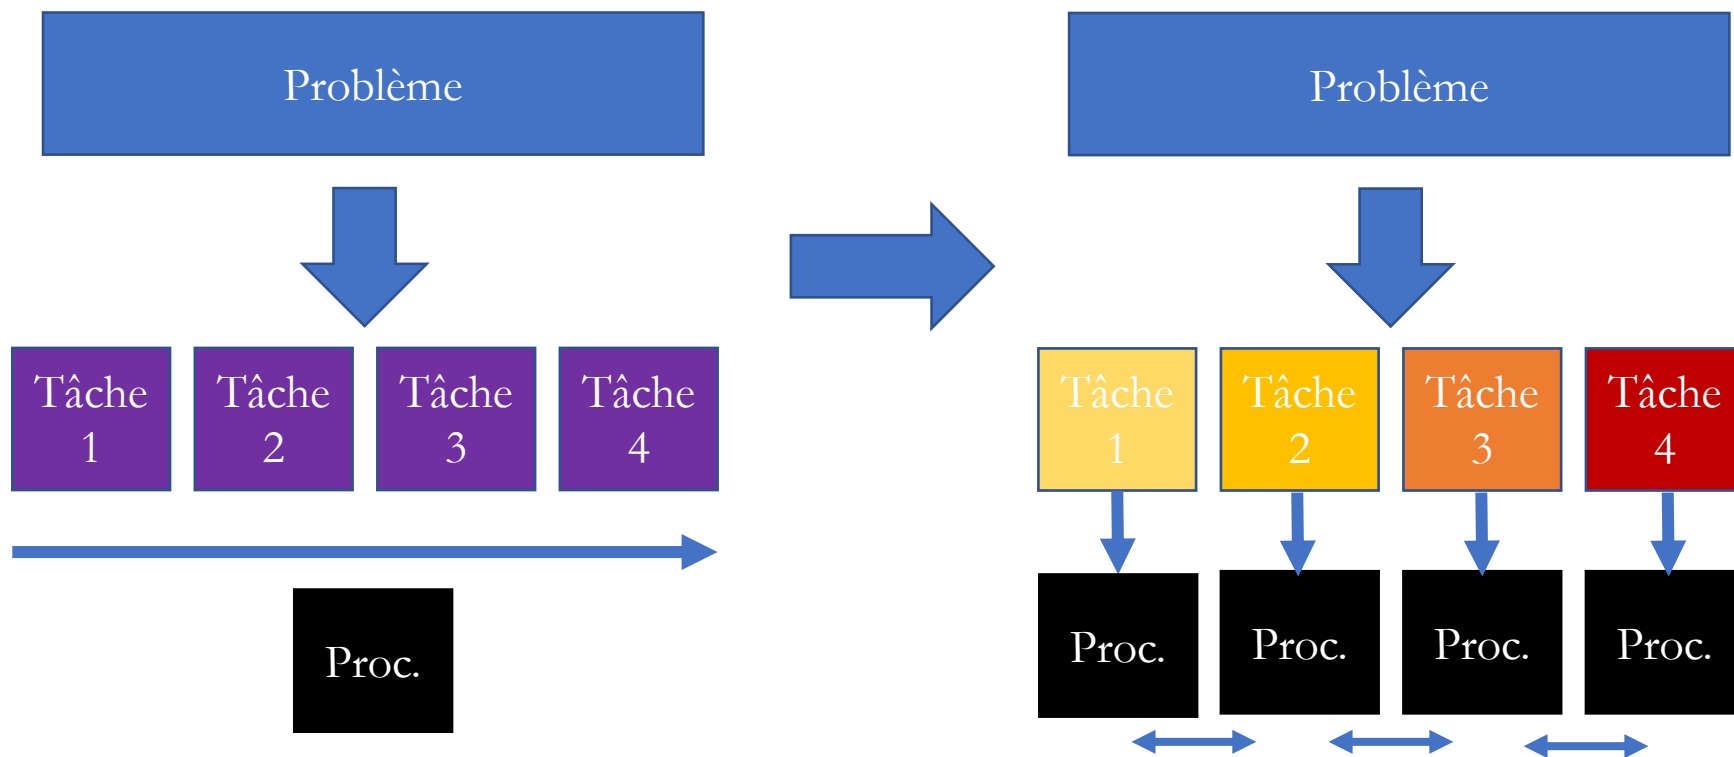 Problème
Tâche
1
Tâche
2
Tâche
3
Tâche
4
Proc.
Problème
Tâche
1
Tâche
2
Tâche
3
Tâche
4
Proc.
Proc.
Proc.
Proc.